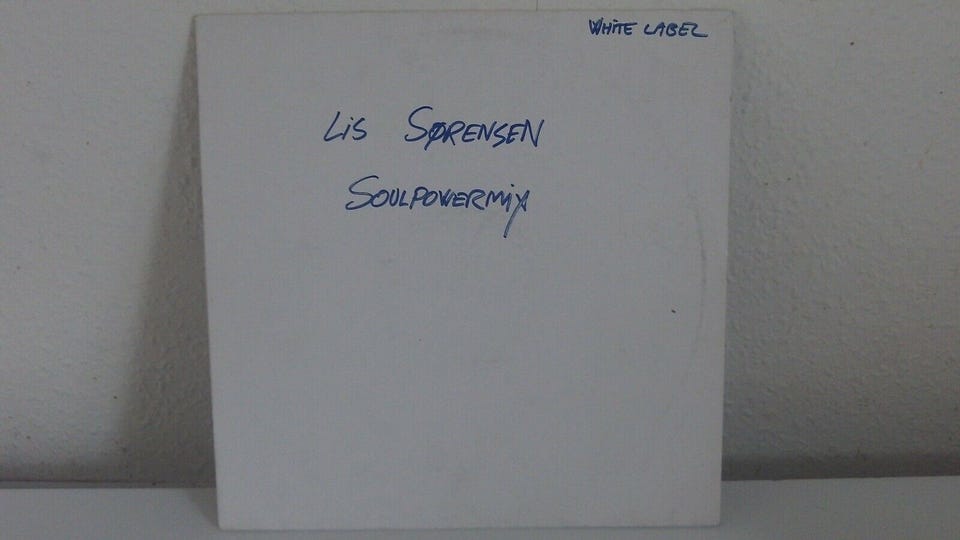 WHITE LABEL
LiS SØRENSEN
SOULPOWERMiX